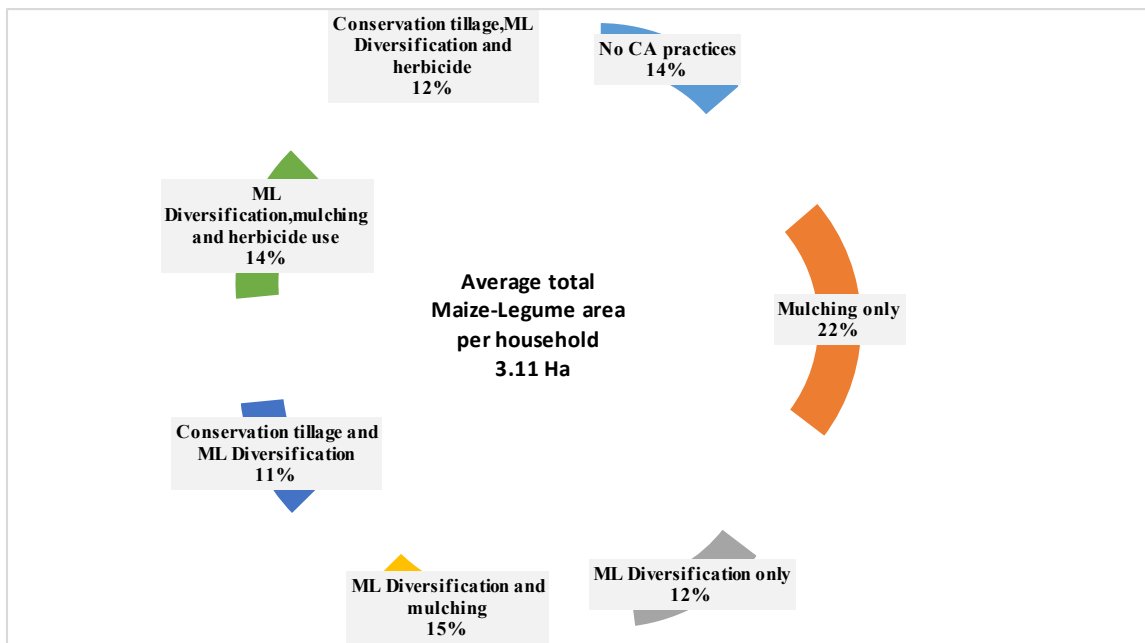 Conservation tillage,ML
Diversification and
herbicide
12%
No CA practices
14%
ML
Diversification,mulching
and herbicide use
14%
Average total
Maize-Legume area
per household
3.11 Ha
Mulching only
22%
Conservation tillage and
ML Diversification
11%
ML Diversification and
mulching
15%
ML Diversification only
12%